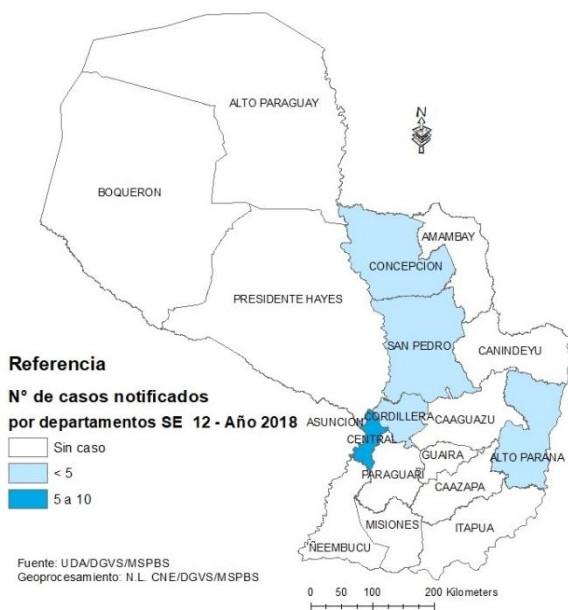 ALTO PARAGUAY
N
BOQUERON
AMAMBAY
CONCEPCION
PRESIDENTE HAYES
SAN PEDRO
CANINDEYU
Referencia
N° de casos notificados
por departamentos SE 12 - Año 2018
Sin caso
< 5
5 a 10
ASUNCION
CORDILLERA
CAAGUAZU
CENTRAL
GUAIRA
ALTO PARANA
PARAGUARI
CAAZAPA
MISIONES
ITAPUA
ÑEEMBUCU
Fuente: UDA/DGVS/MSPBS
Geoprocesamiento: N.L. CNE/DGVS/MSPBS
0 50 100 200 Kilometers